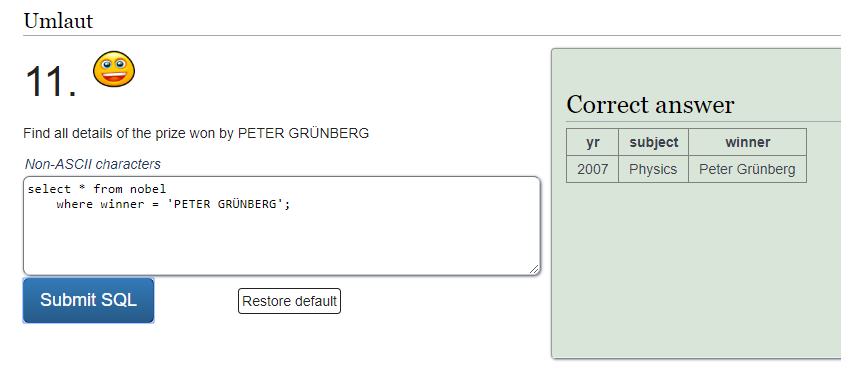 Umlaut
11.
Find all details of the prize won by PETER GRÜNBERG
Non-ASCII characters
select * from nobel
where winner = 'PETER GRÜNBERG';
Submit SQL
Restore default
Correct answer
yr subject winner
2007 Physics Peter Grünberg